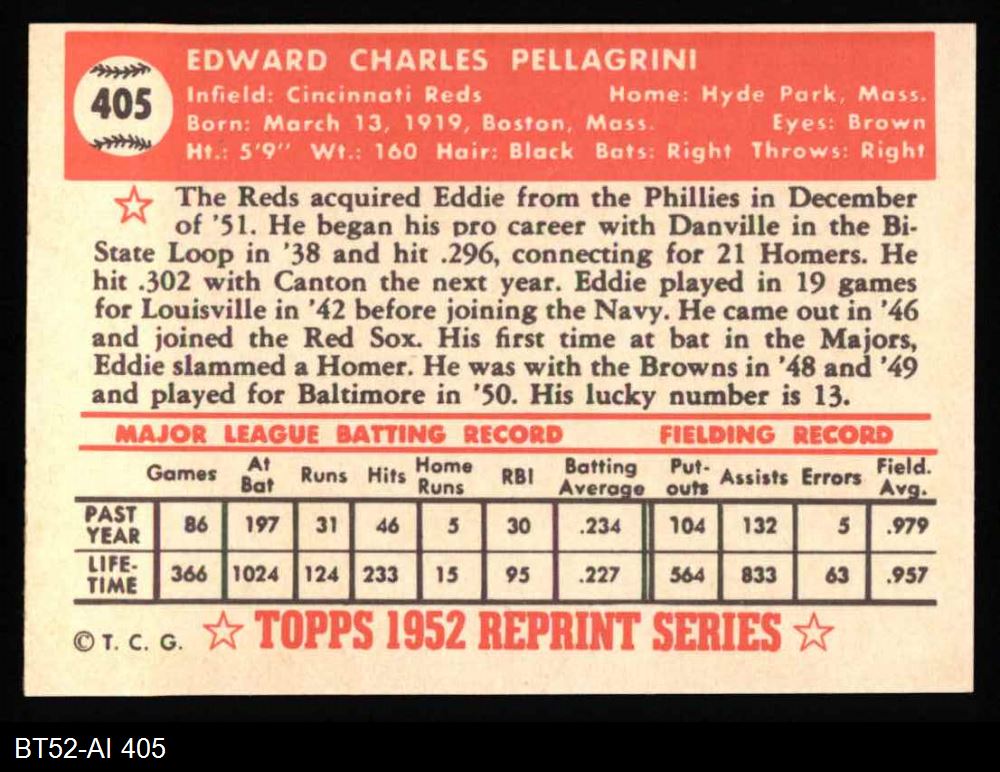 405
EDWARD CHARLES PELLAGRINI
Infield: Cincinnati Reds Home: Hyde Park, Mass.
Born: March 13, 1919, Boston, Mass. Eyes: Brown
Ht.: 5'9" Wt.: 160 Hair: Black Bats: Right Throws: Right
The Reds acquired Eddie from the Phillies in December
of '51. He began his pro career with Danville in the Bi-
State Loop in '38 and hit .296, connecting for 21 Homers. He
hit .302 with Canton the next year. Eddie played in 19 games
for Louisville in '42 before joining the Navy. He came out in '46
and joined the Red Sox. His first time at bat in the Majors,
Eddie slammed a Homer. He was with the Browns in '48 and '49
and played for Baltimore in '50. His lucky number is 13.
MAJOR LEAGUE BATTING RECORD FIELDING RECORD
Games At Bat Runs Hits Home Runs RBI Batting Average Put-outs Assists Errors Field. Avg.
PAST YEAR 86 197 31 46 5 30 .234 104 132 5 .979
LIFE-TIME 366 1024 124 233 15 95 .227 564 833 63 .957
© T. C. G. TOPPS 1952 REPRINT SERIES
BT52-AI 405